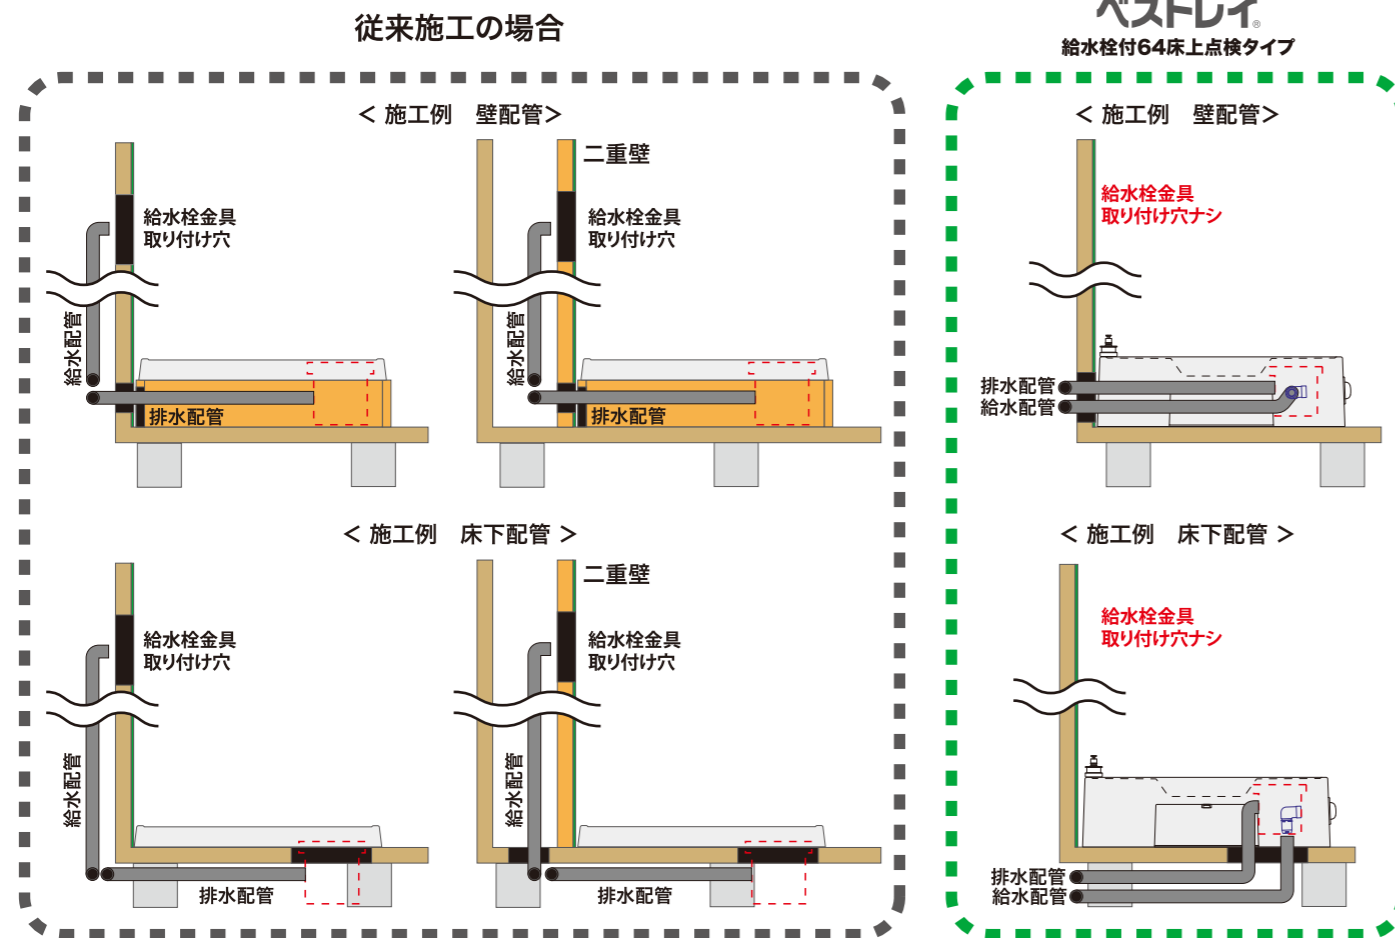 従来施工の場合
ベストレイ®
給水栓付64床上点検タイプ
＜ 施工例　壁配管＞
二重壁
給水栓金具
取り付け穴
給水栓金具
取り付け穴
給水配管
給水配管
排水配管
排水配管
＜ 施工例　床下配管 ＞
二重壁
給水栓金具
取り付け穴
給水栓金具
取り付け穴
給水配管
給水配管
排水配管
排水配管
＜ 施工例　壁配管＞
給水栓金具
取り付け穴ナシ
排水配管
給水配管
＜ 施工例　床下配管 ＞
給水栓金具
取り付け穴ナシ
排水配管
給水配管